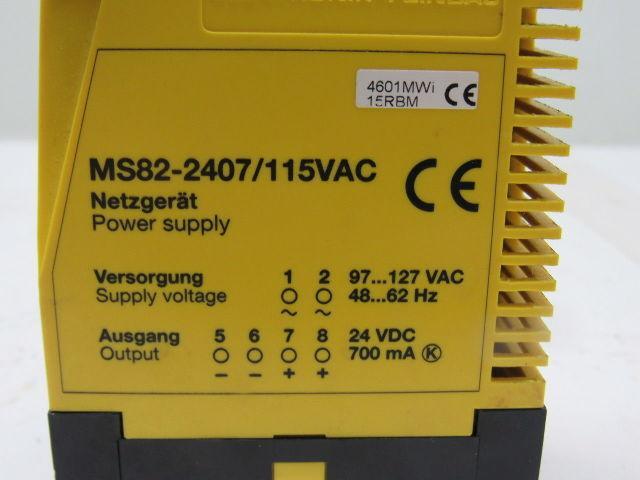 4601MWi
15RBM CE
MS82-2407/115VAC CE
Netzgerät
Power supply
Versorgung 1 2 97...127 VAC
Supply voltage 48...62 Hz
~ ~
Ausgang 5 6 7 8 24 VDC
Output 700 mA K
– – + +